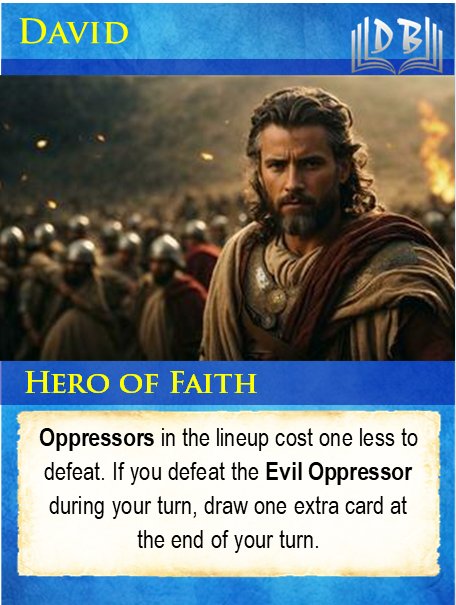 David
DB
Hero of Faith
Oppressors in the lineup cost one less to
defeat. If you defeat the Evil Oppressor
during your turn, draw one extra card at
the end of your turn.